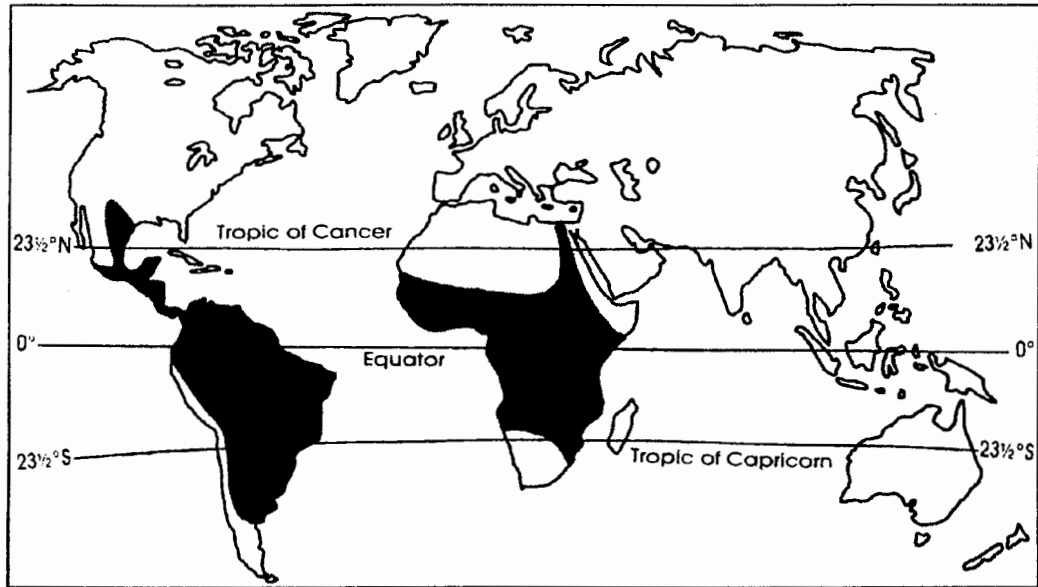 Tropic of Cancer
23½°N
23½°N
0°
Equator
0°
23½°S
Tropic of Capricorn
23½°S